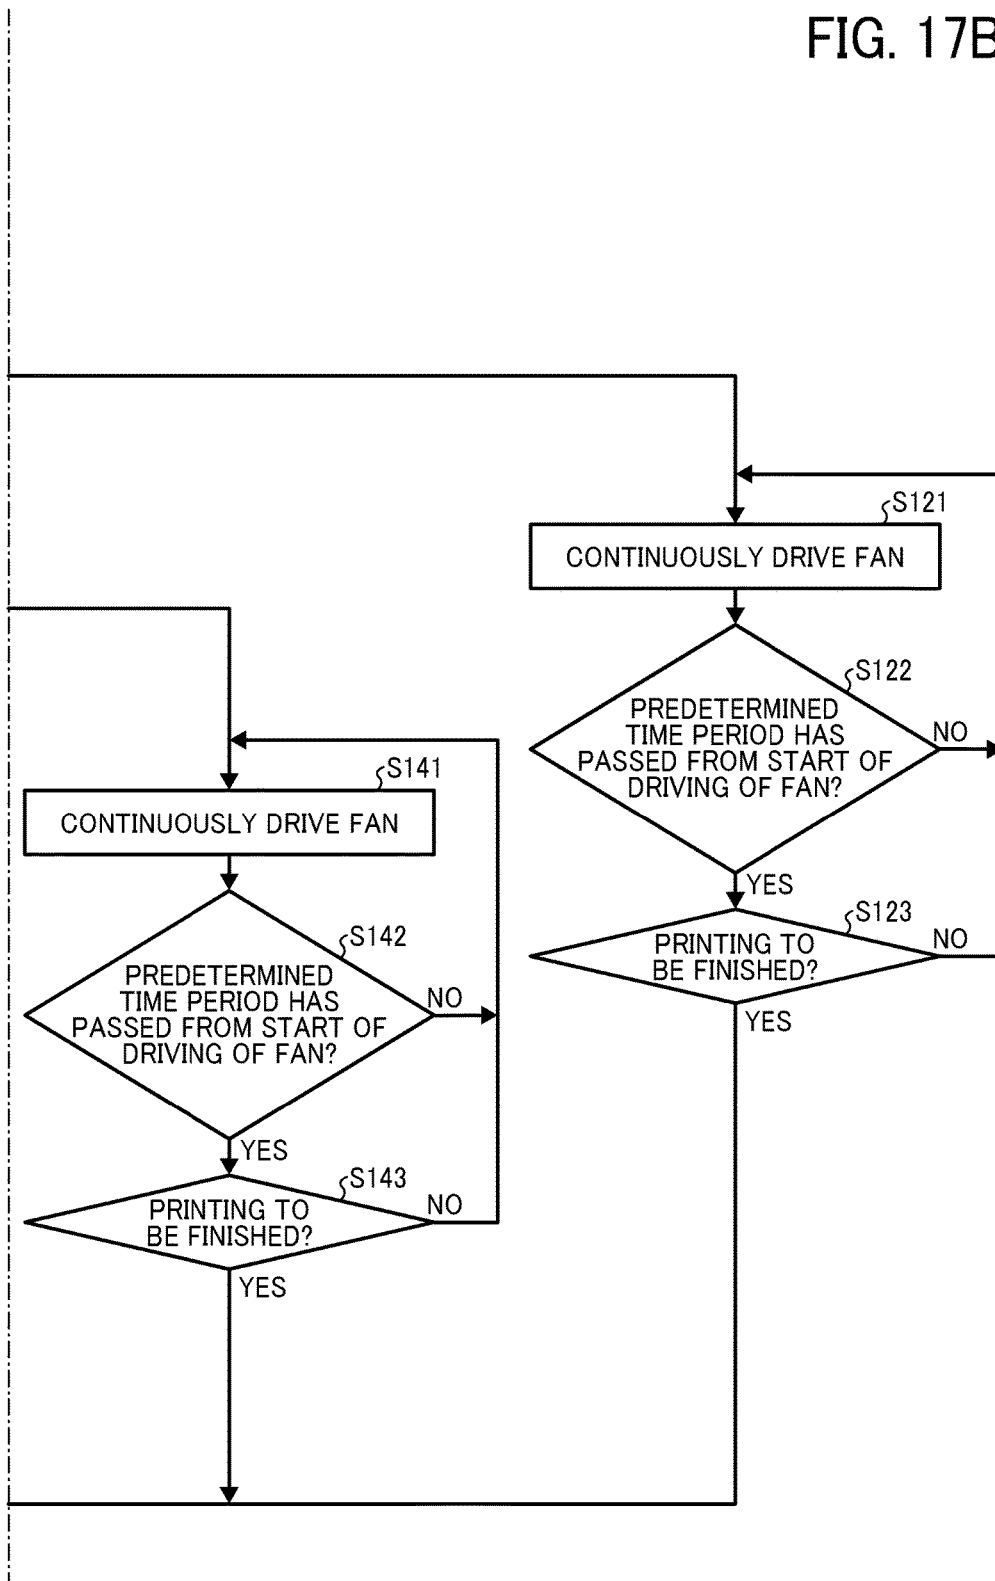 FIG. 17B
S121
CONTINUOUSLY DRIVE FAN
S122
PREDETERMINED
TIME PERIOD HAS
PASSED FROM START OF
DRIVING OF FAN?
NO
YES
S123
PRINTING TO
BE FINISHED?
NO
YES
S141
CONTINUOUSLY DRIVE FAN
S142
PREDETERMINED
TIME PERIOD HAS
PASSED FROM START OF
DRIVING OF FAN?
NO
YES
S143
PRINTING TO
BE FINISHED?
NO
YES